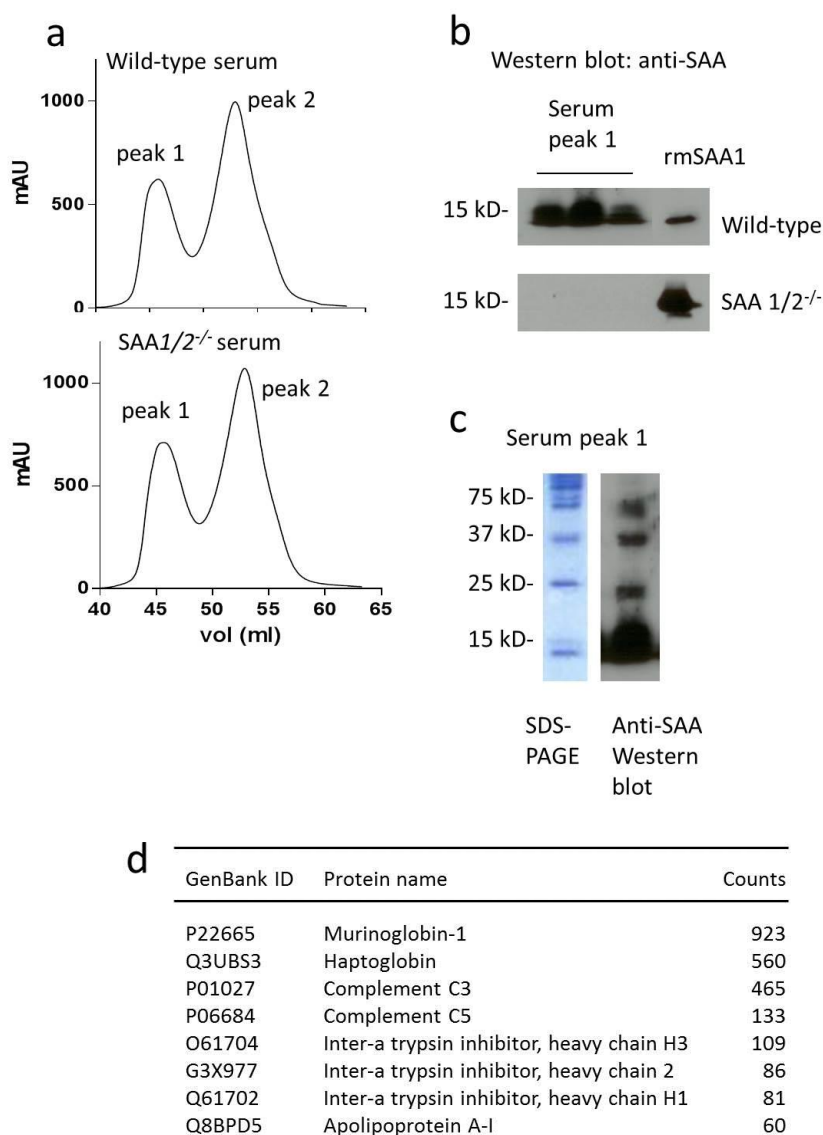 a
Wild-type serum
1000
peak 2
peak 1
mAU
500
0
SAA1/2-/- serum
1000
peak 2
peak 1
mAU
500
0
40 45 50 55 60 65
vol (ml)
b
Western blot: anti-SAA
Serum
peak 1
rmSAA1
15 kD-
Wild-type
15 kD-
SAA 1/2-/-
c
Serum peak 1
75 kD-
37 kD-
25 kD-
15 kD-
SDS-
PAGE
Anti-SAA
Western
blot
d
GenBank ID Protein name Counts
P22665 Murinoglobin-1 923
Q3UBS3 Haptoglobin 560
P01027 Complement C3 465
P06684 Complement C5 133
O61704 Inter-a trypsin inhibitor, heavy chain H3 109
G3X977 Inter-a trypsin inhibitor, heavy chain 2 86
Q61702 Inter-a trypsin inhibitor, heavy chain H1 81
Q8BPD5 Apolipoprotein A-I 60